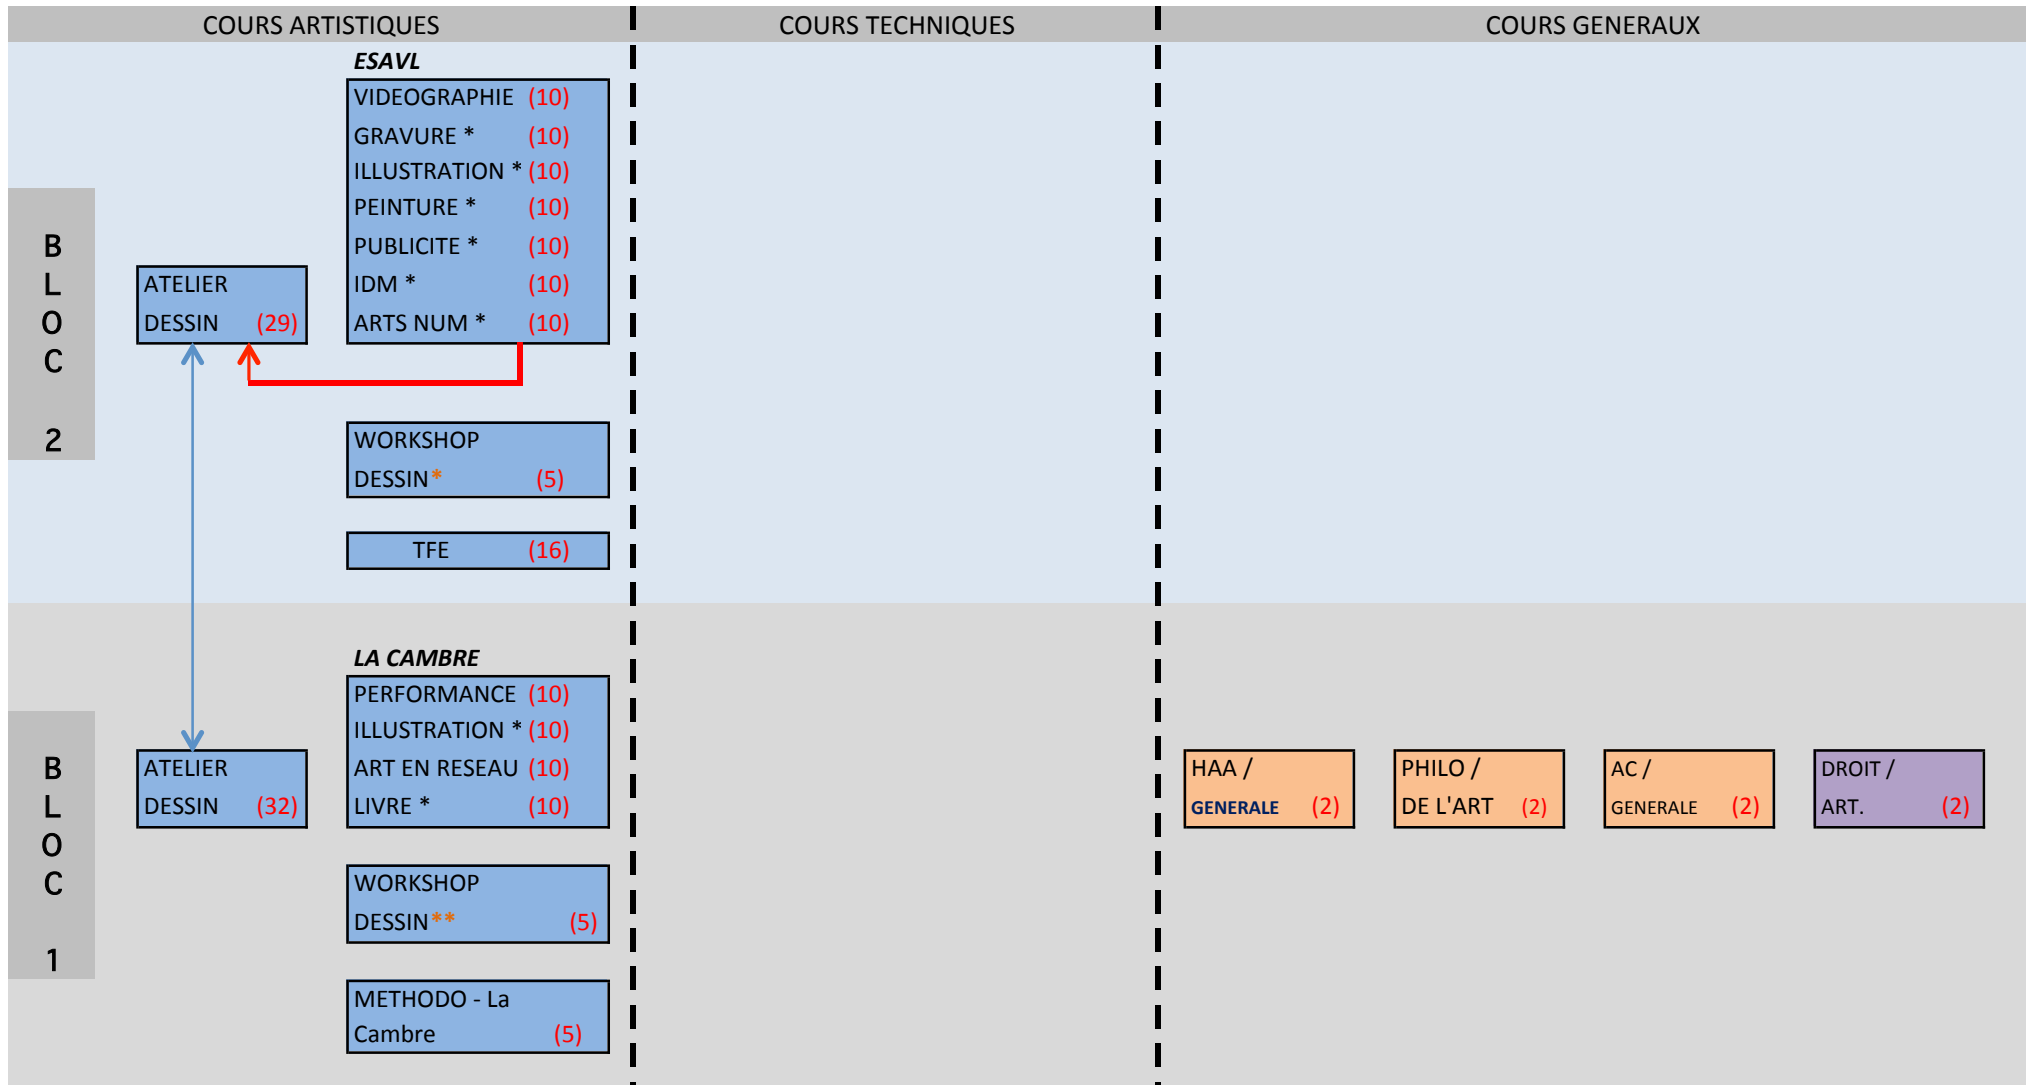 COURS ARTISTIQUES
COURS TECHNIQUES
COURS GENERAUX
B
L
O
C
2
ESAVL
VIDEOGRAPHIE (10)
GRAVURE * (10)
ILLUSTRATION * (10)
PEINTURE * (10)
PUBLICITE * (10)
IDM * (10)
ARTS NUM * (10)
ATELIER
DESSIN (29)
WORKSHOP
DESSIN* (5)
TFE (16)
B
L
O
C
1
LA CAMBRE
PERFORMANCE (10)
ILLUSTRATION * (10)
ART EN RESEAU (10)
LIVRE * (10)
ATELIER
DESSIN (32)
WORKSHOP
DESSIN** (5)
METHODO - La
Cambre (5)
HAA /
GENERALE (2)
PHILO /
DE L'ART (2)
AC /
GENERALE (2)
DROIT /
ART. (2)